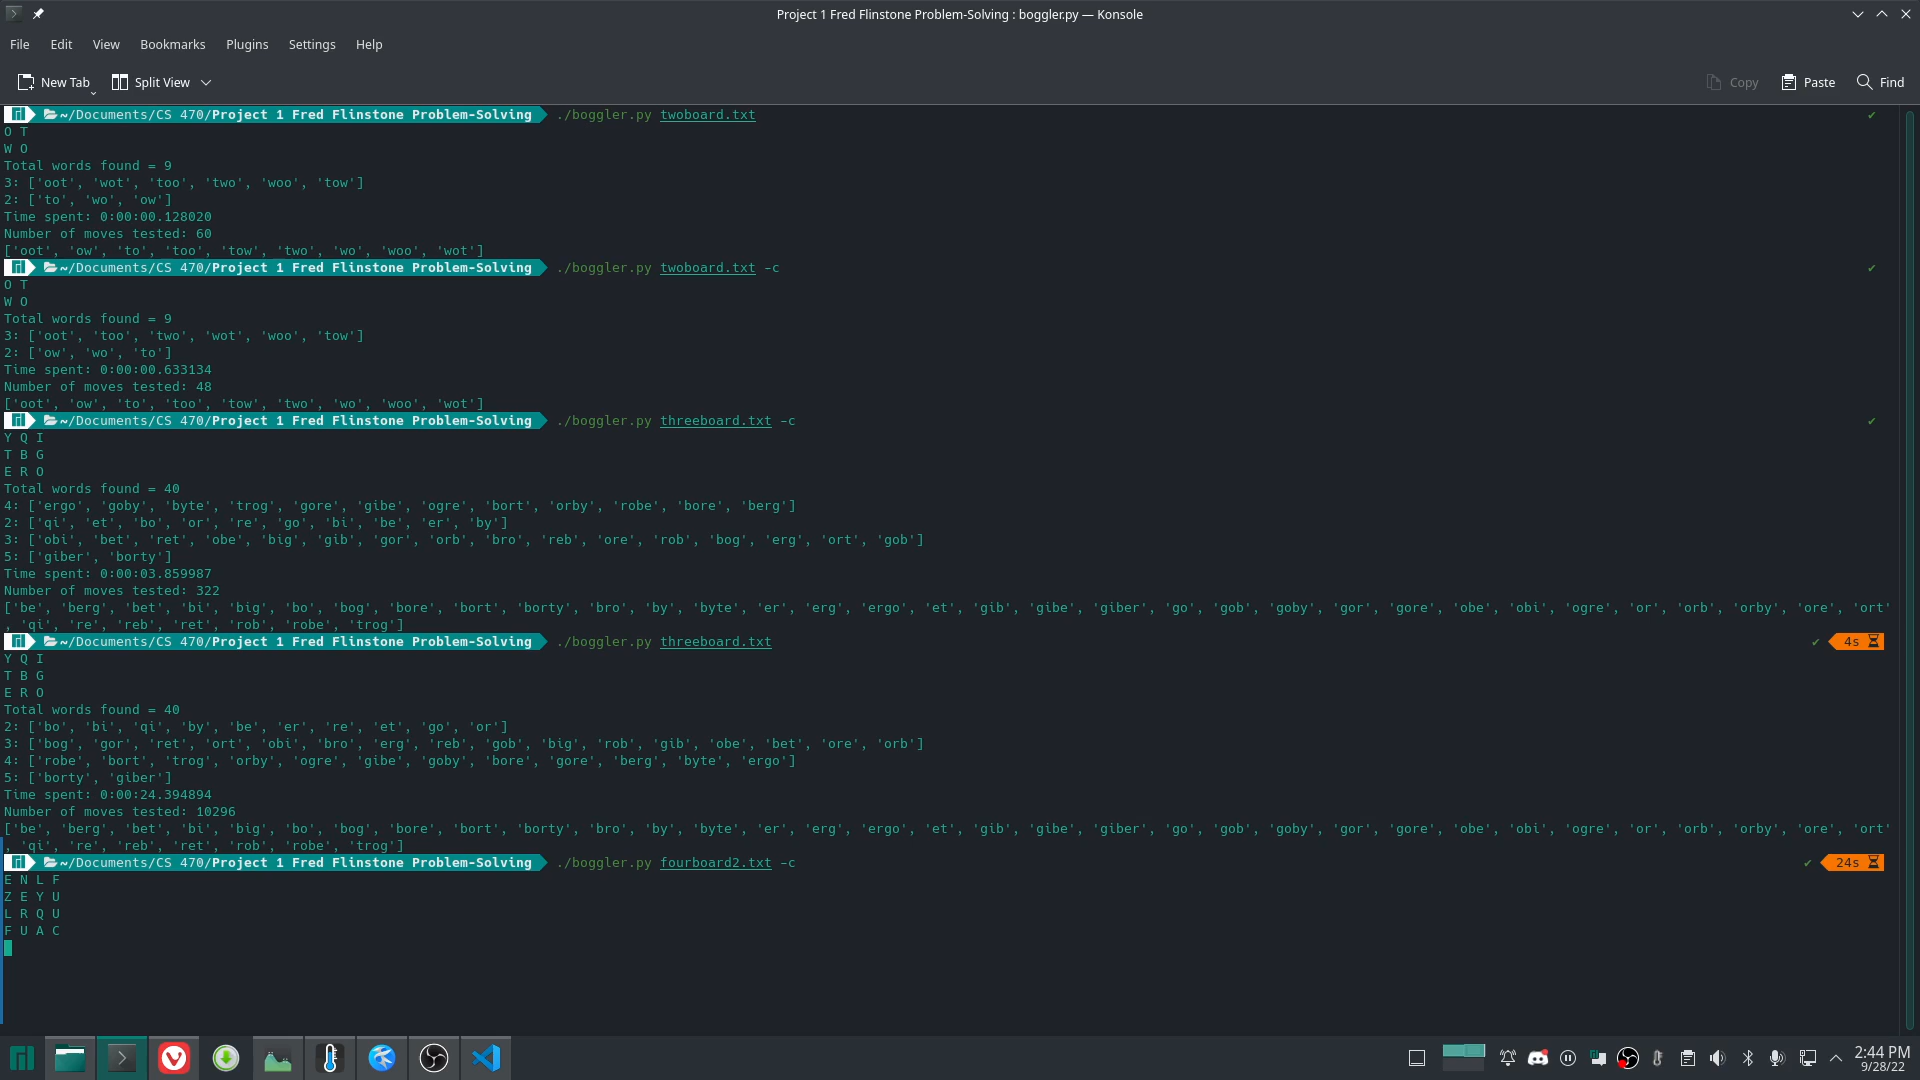 Project 1 Fred Flinstone Problem-Solving : boggler.py — Konsole
File Edit View Bookmarks Plugins Settings Help
New Tab Split View Copy Paste Find
~/Documents/CS 470/Project 1 Fred Flinstone Problem-Solving ./boggler.py twoboard.txt ✔
O T
W O
Total words found = 9
3: ['oot', 'wot', 'too', 'two', 'woo', 'tow']
2: ['to', 'wo', 'ow']
Time spent: 0:00:00.128020
Number of moves tested: 60
['oot', 'ow', 'to', 'too', 'tow', 'two', 'wo', 'woo', 'wot']
~/Documents/CS 470/Project 1 Fred Flinstone Problem-Solving ./boggler.py twoboard.txt -c ✔
O T
W O
Total words found = 9
3: ['oot', 'too', 'two', 'wot', 'woo', 'tow']
2: ['ow', 'wo', 'to']
Time spent: 0:00:00.633134
Number of moves tested: 48
['oot', 'ow', 'to', 'too', 'tow', 'two', 'wo', 'woo', 'wot']
~/Documents/CS 470/Project 1 Fred Flinstone Problem-Solving ./boggler.py threeboard.txt -c ✔
Y Q I
T B G
E R O
Total words found = 40
4: ['ergo', 'goby', 'byte', 'trog', 'gore', 'gibe', 'ogre', 'bort', 'orby', 'robe', 'bore', 'berg']
2: ['qi', 'et', 'bo', 'or', 're', 'go', 'bi', 'be', 'er', 'by']
3: ['obi', 'bet', 'ret', 'obe', 'big', 'gib', 'gor', 'orb', 'bro', 'reb', 'ore', 'rob', 'bog', 'erg', 'ort', 'gob']
5: ['giber', 'borty']
Time spent: 0:00:03.859987
Number of moves tested: 322
['be', 'berg', 'bet', 'bi', 'big', 'bo', 'bog', 'bore', 'bort', 'borty', 'bro', 'by', 'byte', 'er', 'erg', 'ergo', 'et', 'gib', 'gibe', 'giber', 'go', 'gob', 'goby', 'gor', 'gore', 'obe', 'obi', 'ogre', 'or', 'orb', 'orby', 'ore', 'ort'
, 'qi', 're', 'reb', 'ret', 'rob', 'robe', 'trog']
~/Documents/CS 470/Project 1 Fred Flinstone Problem-Solving ./boggler.py threeboard.txt ✔ 4s
Y Q I
T B G
E R O
Total words found = 40
2: ['bo', 'bi', 'qi', 'by', 'be', 'er', 're', 'et', 'go', 'or']
3: ['bog', 'gor', 'ret', 'ort', 'obi', 'bro', 'erg', 'reb', 'gob', 'big', 'rob', 'gib', 'obe', 'bet', 'ore', 'orb']
4: ['robe', 'bort', 'trog', 'orby', 'ogre', 'gibe', 'goby', 'bore', 'gore', 'berg', 'byte', 'ergo']
5: ['borty', 'giber']
Time spent: 0:00:24.394894
Number of moves tested: 10296
['be', 'berg', 'bet', 'bi', 'big', 'bo', 'bog', 'bore', 'bort', 'borty', 'bro', 'by', 'byte', 'er', 'erg', 'ergo', 'et', 'gib', 'gibe', 'giber', 'go', 'gob', 'goby', 'gor', 'gore', 'obe', 'obi', 'ogre', 'or', 'orb', 'orby', 'ore', 'ort'
, 'qi', 're', 'reb', 'ret', 'rob', 'robe', 'trog']
~/Documents/CS 470/Project 1 Fred Flinstone Problem-Solving ./boggler.py fourboard2.txt -c ✔ 24s
E N L F
Z E Y U
L R Q U
F U A C
2:44 PM
9/28/22